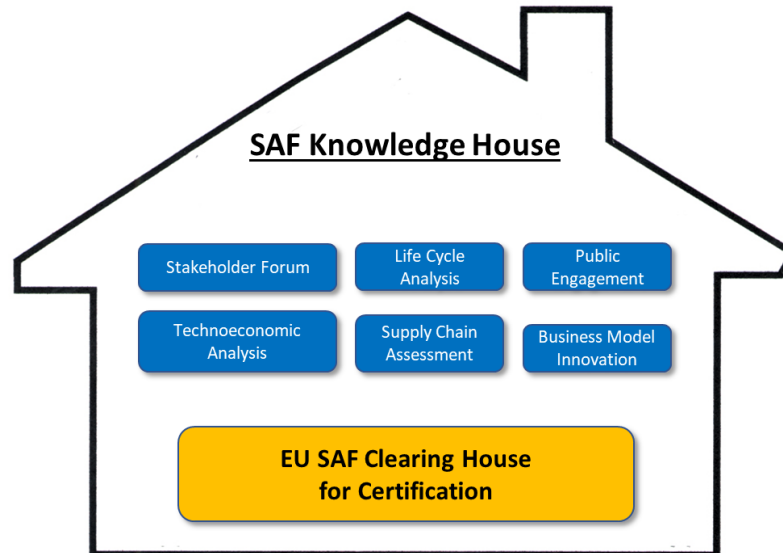 SAF Knowledge House
Stakeholder Forum
Life Cycle
Analysis
Public
Engagement
Technoeconomic
Analysis
Supply Chain
Assessment
Business Model
Innovation
EU SAF Clearing House
for Certification